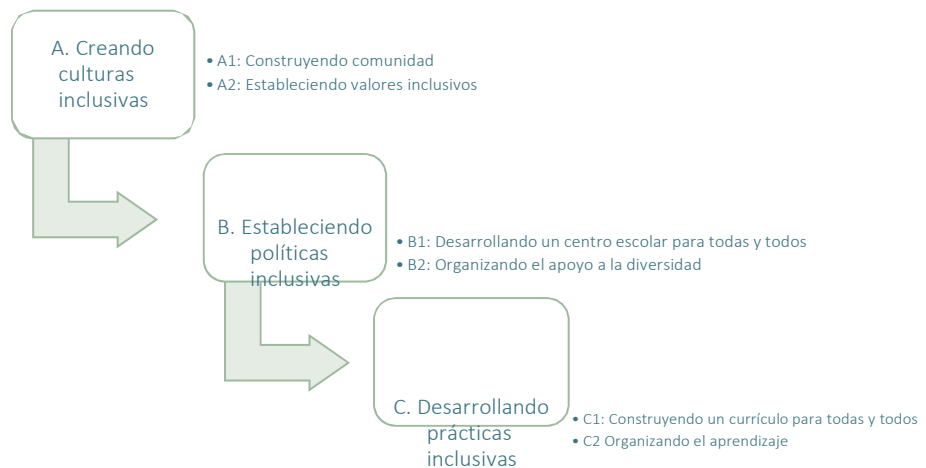 A. Creando
culturas
inclusivas
• A1: Construyendo comunidad
• A2: Estableciendo valores inclusivos
B. Estableciendo
políticas
inclusivas
• B1: Desarrollando un centro escolar para todas y todos
• B2: Organizando el apoyo a la diversidad
C. Desarrollando
prácticas
inclusivas
• C1: Construyendo un currículo para todas y todos
• C2 Organizando el aprendizaje